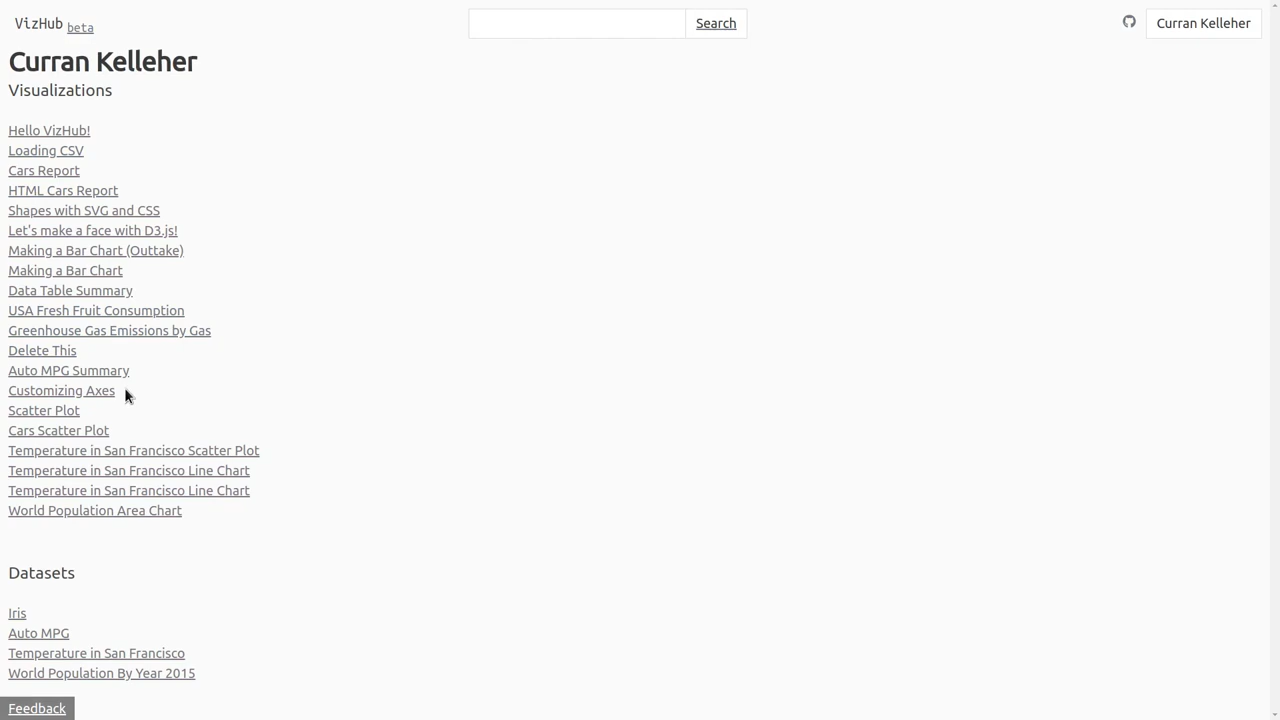 VizHub beta
Search
Curran Kelleher
Curran Kelleher
Visualizations
Hello VizHub!
Loading CSV
Cars Report
HTML Cars Report
Shapes with SVG and CSS
Let's make a face with D3.js!
Making a Bar Chart (Outtake)
Making a Bar Chart
Data Table Summary
USA Fresh Fruit Consumption
Greenhouse Gas Emissions by Gas
Delete This
Auto MPG Summary
Customizing Axes
Scatter Plot
Cars Scatter Plot
Temperature in San Francisco Scatter Plot
Temperature in San Francisco Line Chart
Temperature in San Francisco Line Chart
World Population Area Chart
Datasets
Iris
Auto MPG
Temperature in San Francisco
World Population By Year 2015
Feedback